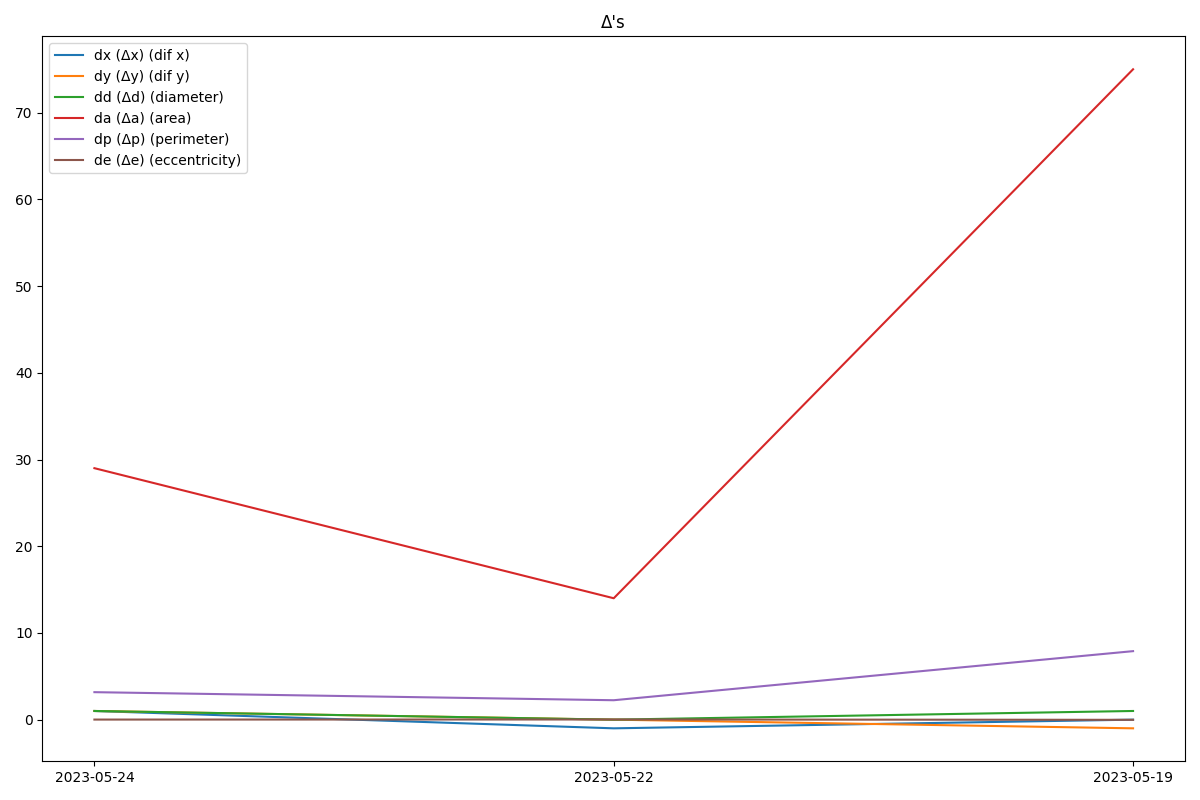 Δ's
dx (Δx) (dif x)
dy (Δy) (dif y)
dd (Δd) (diameter)
da (Δa) (area)
dp (Δp) (perimeter)
de (Δe) (eccentricity)
70
60
50
40
30
20
10
0
2023-05-24 2023-05-22 2023-05-19